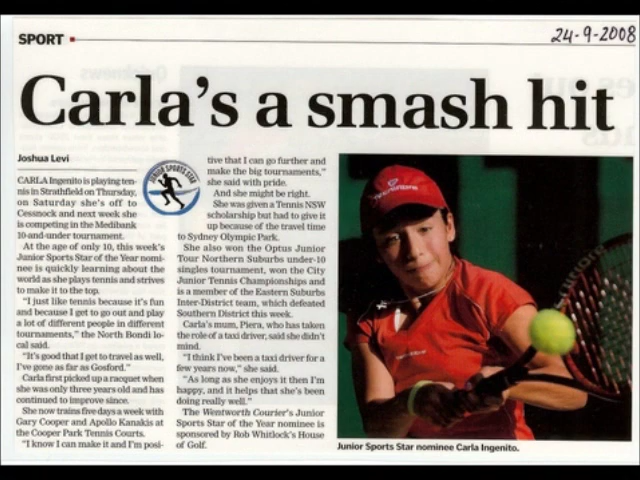 SPORT
24-9-2008
Carla's a smash hit
Joshua Levi
JUNIOR SPORTS STAR
CARLA Ingenito is playing ten-
nis in Strathfield on Thursday,
on Saturday she's off to
Cessnock and next week she
is competing in the Medibank
10-and-under tournament.
At the age of only 10, this week's
Junior Sports Star of the Year nomi-
nee is quickly learning about the
world as she plays tennis and strives
to make it to the top.
"I just like tennis because it's fun
and because I get to go out and play
a lot of different people in different
tournaments," the North Bondi lo-
cal said.
"It's good that I get to travel as well,
I've gone as far as Gosford."
Carla first picked up a racquet when
she was only three years old and has
continued to improve since.
She now trains five days a week with
Gary Cooper and Apollo Kanakis at
the Cooper Park Tennis Courts.
"I know I can make it and I'm posi-
tive that I can go further and
make the big tournaments,"
she said with pride.
And she might be right.
She was given a Tennis NSW
scholarship but had to give it
up because of the travel time
to Sydney Olympic Park.
She also won the Optus Junior
Tour Northern Suburbs under-10
singles tournament, won the City
Junior Tennis Championships and
is a member of the Eastern Suburbs
Inter-District team, which defeated
Southern District this week.
Carla's mum, Piera, who has taken
the role of a taxi driver, said she didn't
mind.
"I think I've been a taxi driver for a
few years now," she said.
"As long as she enjoys it then I'm
happy, and it helps that she's been
doing really well."
The Wentworth Courier's Junior
Sports Star of the Year nominee is
sponsored by Rob Whitlock's House
of Golf.
Junior Sports Star nominee Carla Ingenito.